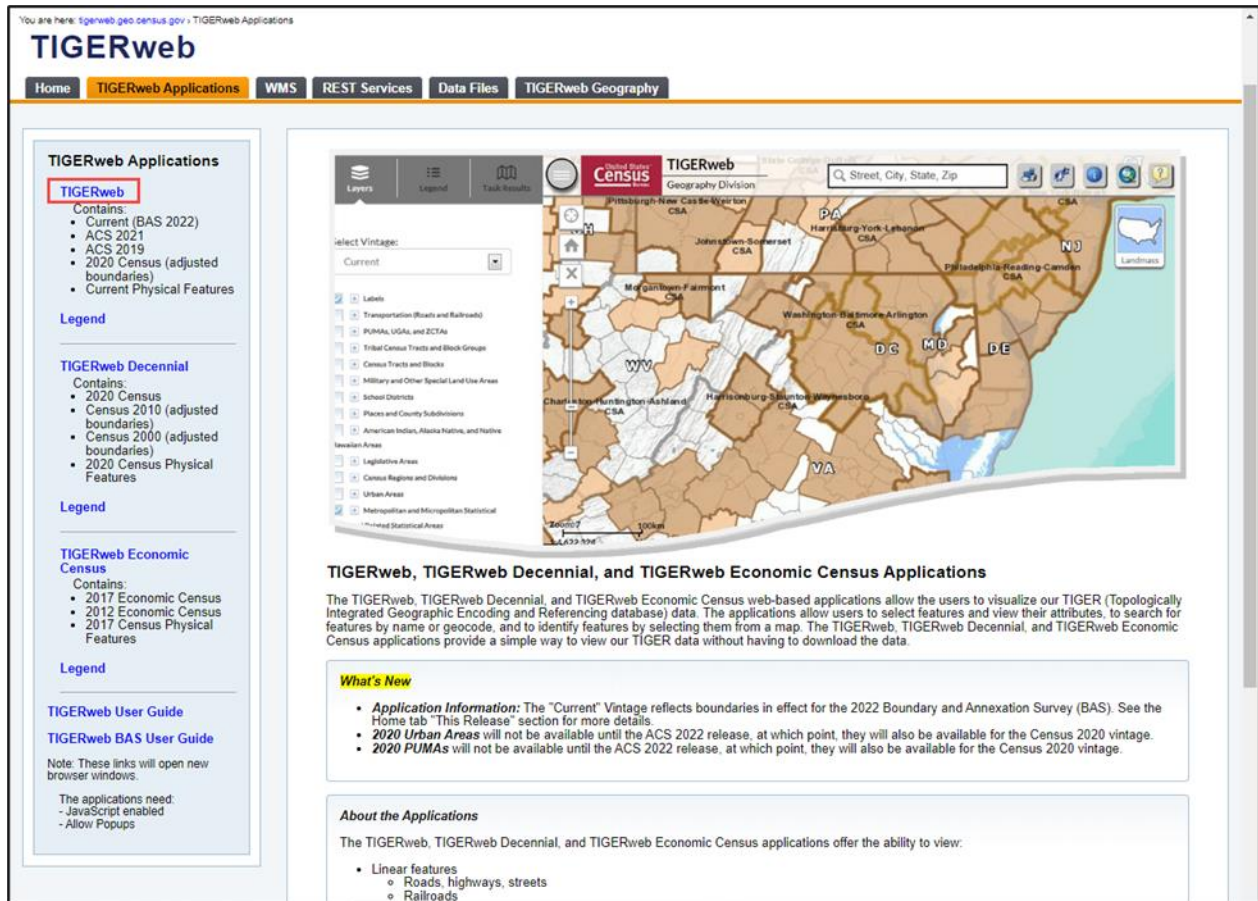 You are here: tigerweb.geo.census.gov › TIGERweb Applications
TIGERweb
Home TIGERweb Applications WMS REST Services Data Files TIGERweb Geography
TIGERweb Applications
TIGERweb
Contains:
• Current (BAS 2022)
• ACS 2021
• ACS 2019
• 2020 Census (adjusted
boundaries)
• Current Physical Features
Legend
TIGERweb Decennial
Contains:
• 2020 Census
• Census 2010 (adjusted
boundaries)
• Census 2000 (adjusted
boundaries)
• 2020 Census Physical
Features
Legend
TIGERweb Economic
Census
Contains:
• 2017 Economic Census
• 2012 Economic Census
• 2017 Census Physical
Features
Legend
TIGERweb User Guide
TIGERweb BAS User Guide
Note: These links will open new
browser windows.
The applications need:
- JavaScript enabled
- Allow Popups
Layers Legend Task Results
United States Census Bureau
TIGERweb
Geography Division
Street, City, State, Zip
Landmass
elect Vintage:
Current
Labels
Transportation (Roads and Railroads)
PUMAs, UGAs, and ZCTAs
Tribal Census Tracts and Block Groups
Census Tracts and Blocks
Military and Other Special Land Use Areas
School Districts
Places and County Subdivisions
American Indian, Alaska Native, and Native
Hawaiian Areas
Legislative Areas
Census Regions and Divisions
Urban Areas
Metropolitan and Micropolitan Statistical
Related Statistical Areas
Pittsburgh-New Castle-Weirton
CSA
PA
CSA
Johnstown-Somerset
CSA
Harrisburg-York-Lebanon
CSA
NJ
Philadelphia-Reading-Camden
CSA
Morgantown-Fairmont
CSA
Washington-Baltimore-Arlington
CSA
DC MD DE
WV
Charleston-Huntington-Ashland
CSA
Harrisonburg-Staunton-Waynesboro
CSA
VA
Zoom: 7
100km
TIGERweb, TIGERweb Decennial, and TIGERweb Economic Census Applications
The TIGERweb, TIGERweb Decennial, and TIGERweb Economic Census web-based applications allow the users to visualize our TIGER (Topologically
Integrated Geographic Encoding and Referencing database) data. The applications allow users to select features and view their attributes, to search for
features by name or geocode, and to identify features by selecting them from a map. The TIGERweb, TIGERweb Decennial, and TIGERweb Economic
Census applications provide a simple way to view our TIGER data without having to download the data.
What's New
• Application Information: The "Current" Vintage reflects boundaries in effect for the 2022 Boundary and Annexation Survey (BAS). See the
Home tab "This Release" section for more details.
• 2020 Urban Areas will not be available until the ACS 2022 release, at which point, they will also be available for the Census 2020 vintage.
• 2020 PUMAs will not be available until the ACS 2022 release, at which point, they will also be available for the Census 2020 vintage.
About the Applications
The TIGERweb, TIGERweb Decennial, and TIGERweb Economic Census applications offer the ability to view:
• Linear features
o Roads, highways, streets
o Railroads